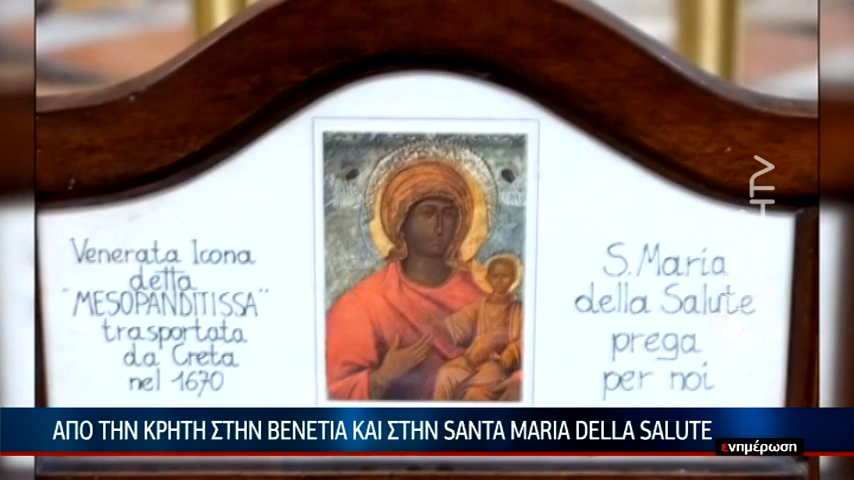 Venerata Icona
detta
"MESOPANDITISSA"
trasportata
da Creta
nel 1670
S. Maria
della Salute
prega
per noi
ΑΠΟ ΤΗΝ ΚΡΗΤΗ ΣΤΗΝ ΒΕΝΕΤΙΑ ΚΑΙ ΣΤΗΝ SANTA MARIA DELLA SALUTE
ενημέρωση